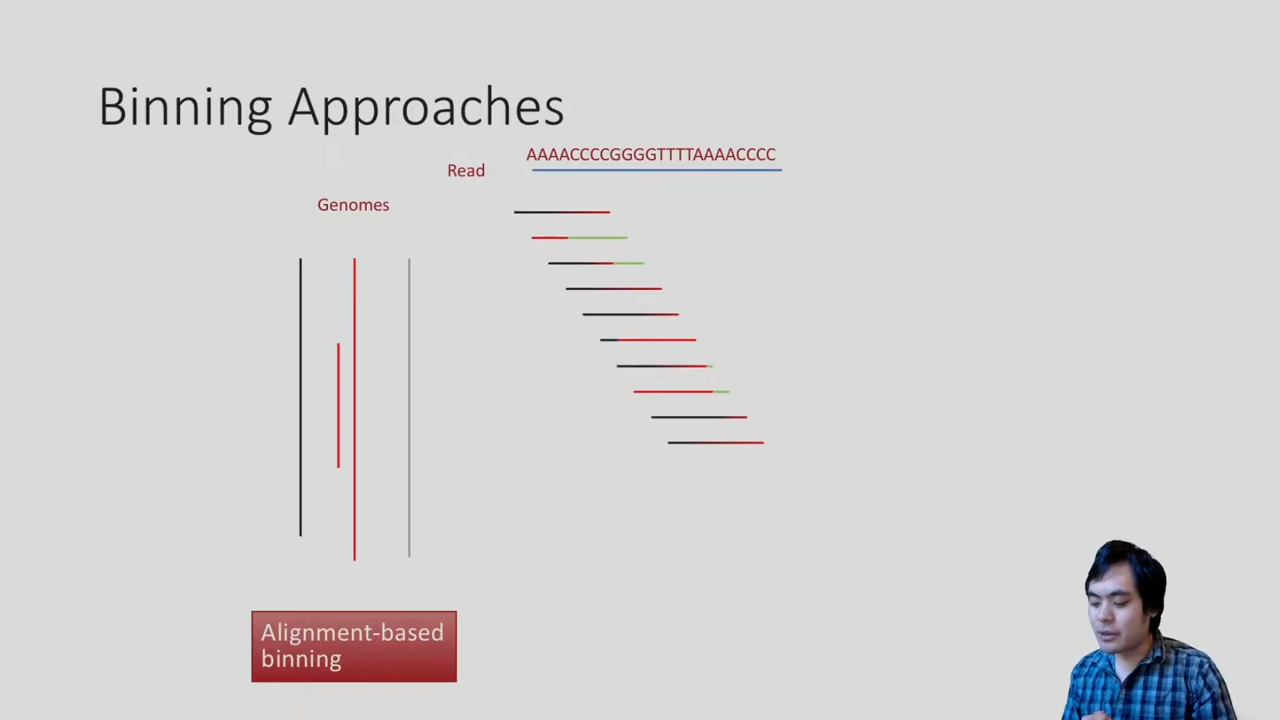 Binning Approaches
AAAACCCCGGGGTTTTAAAACCCC
Read
Genomes
Alignment-based
binning